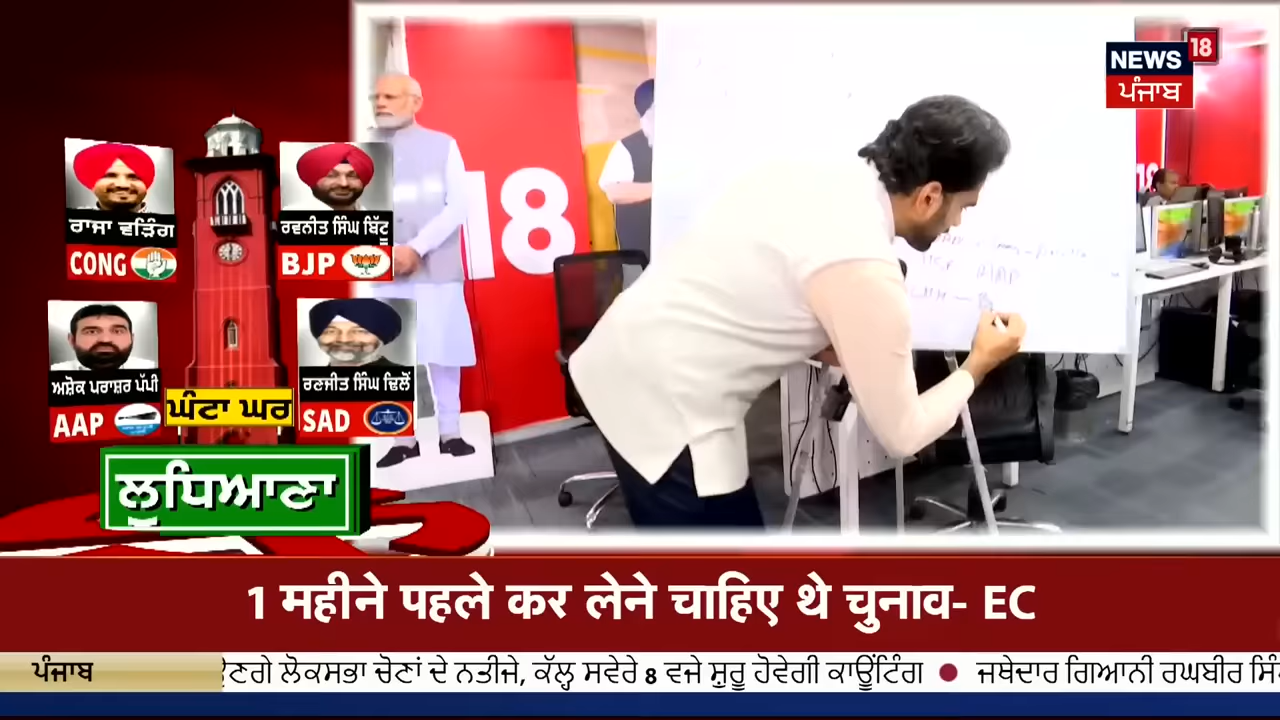 NEWS 18
ਪੰਜਾਬ
18
ਰਾਜਾ ਵੜਿੰਗ
CONG
ਰਵਨੀਤ ਸਿੰਘ ਬਿੱਟੂ
BJP
ਅਸ਼ੋਕ ਪਰਾਸ਼ਰ ਪੱਪੀ
AAP
ਰਣਜੀਤ ਸਿੰਘ ਢਿਲੋਂ
SAD
ਘੰਟਾ ਘਰ
ਲੁਧਿਆਣਾ
1 महीने पहले कर लेने चाहिए थे चुनाव- EC
ਪੰਜਾਬ
ਲੋਕਸਭਾ ਚੋਣਾਂ ਦੇ ਨਤੀਜੇ, ਕੱਲ੍ਹ ਸਵੇਰੇ 8 ਵਜੇ ਸ਼ੁਰੂ ਹੋਵੇਗੀ ਕਾਊਂਟਿੰਗ ● ਜਥੇਦਾਰ ਗਿਆਨੀ ਰਘਬੀਰ